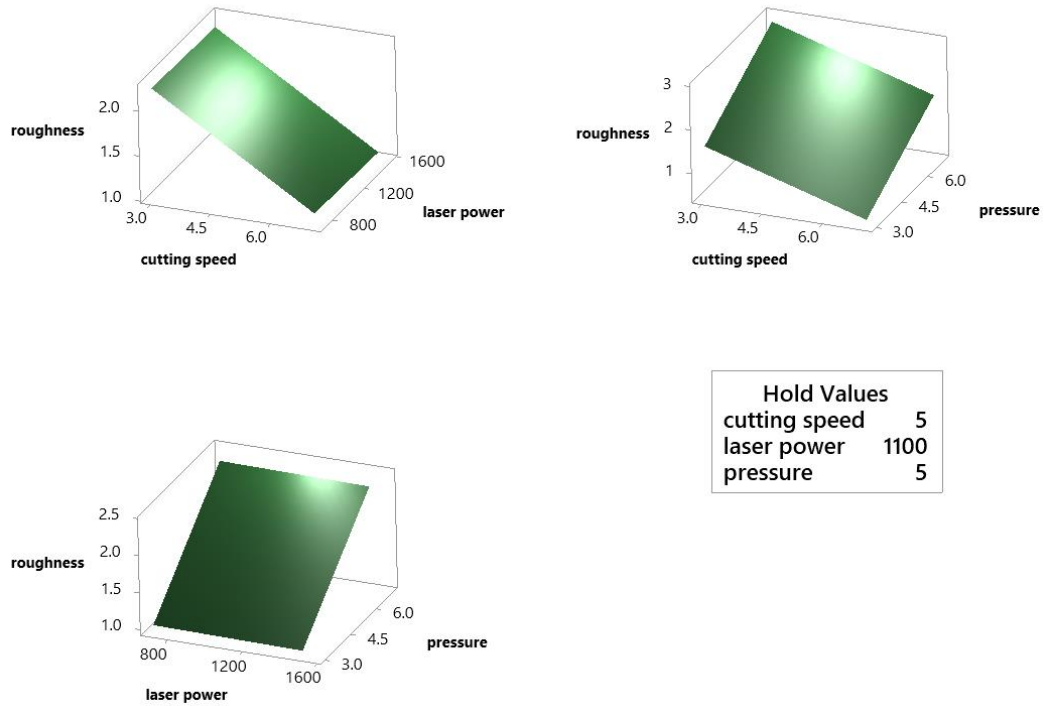 roughness
2.0
1.5
1.0
3.0
4.5
6.0
cutting speed
800
1200
1600
laser power
roughness
3
2
1
3.0
4.5
6.0
cutting speed
3.0
4.5
6.0
pressure
roughness
2.5
2.0
1.5
1.0
800
1200
1600
laser power
3.0
4.5
6.0
pressure
Hold Values
cutting speed 5
laser power 1100
pressure 5